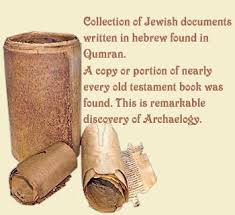 Collection of Jewish documents
written in hebrew found in
Qumran.
A copy or portion of nearly
every old testament book was
found. This is remarkable
discovery of Archaelogy.